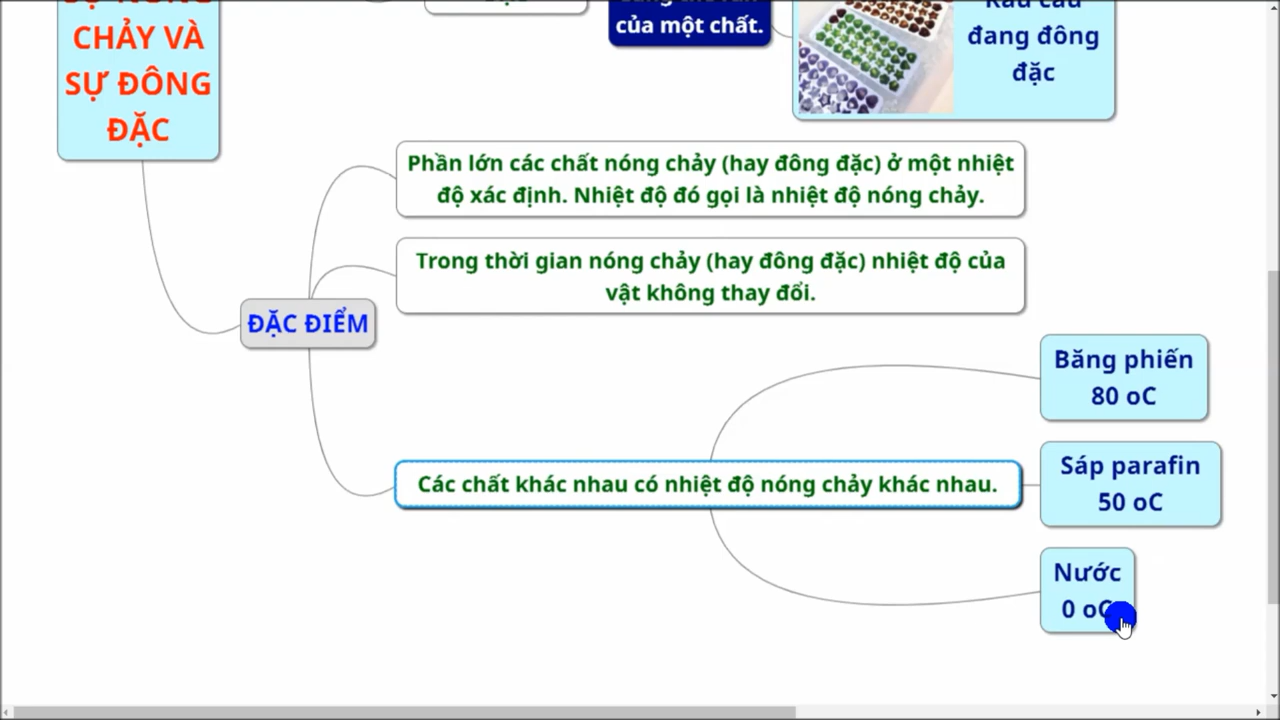 CHẢY VÀ
SỰ ĐÔNG
ĐẶC
của một chất.
đang đông
đặc
Phần lớn các chất nóng chảy (hay đông đặc) ở một nhiệt
độ xác định. Nhiệt độ đó gọi là nhiệt độ nóng chảy.
Trong thời gian nóng chảy (hay đông đặc) nhiệt độ của
vật không thay đổi.
ĐẶC ĐIỂM
Băng phiến
80 oC
Các chất khác nhau có nhiệt độ nóng chảy khác nhau.
Sáp parafin
50 oC
Nước
0 oC